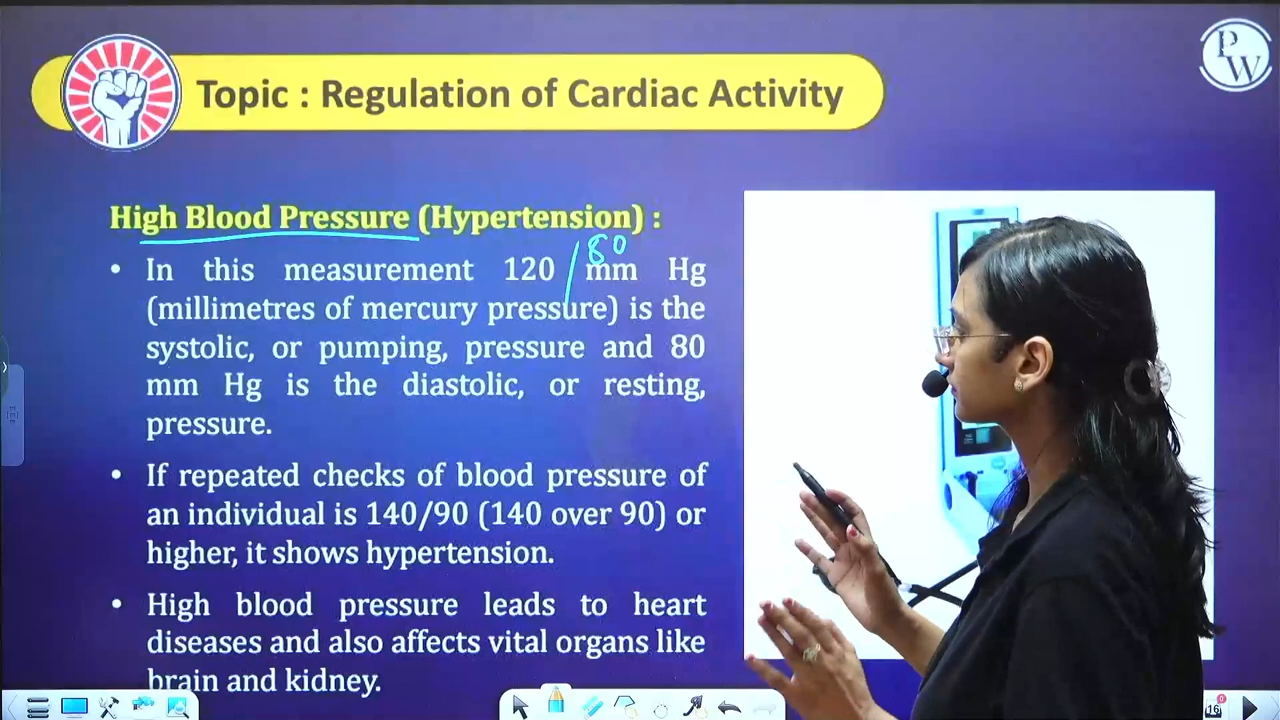 PW
Topic : Regulation of Cardiac Activity
High Blood Pressure (Hypertension) :
/80
• In this measurement 120 mm Hg
(millimetres of mercury pressure) is the
systolic, or pumping, pressure and 80
mm Hg is the diastolic, or resting,
pressure.
• If repeated checks of blood pressure of
an individual is 140/90 (140 over 90) or
higher, it shows hypertension.
• High blood pressure leads to heart
diseases and also affects vital organs like
brain and kidney.
16